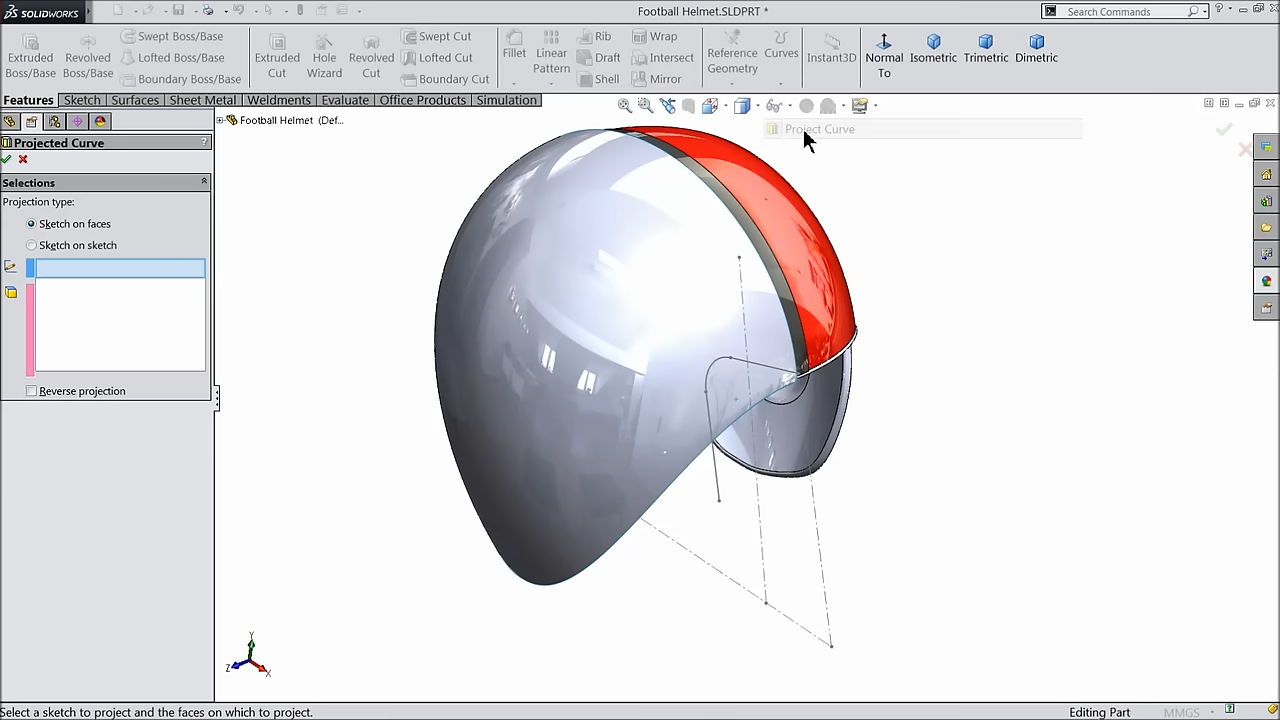 SOLIDWORKS
Football Helmet.SLDPRT *
Search Commands
?
Extruded Boss/Base
Revolved Boss/Base
Swept Boss/Base
Lofted Boss/Base
Boundary Boss/Base
Extruded Cut
Hole Wizard
Revolved Cut
Swept Cut
Lofted Cut
Boundary Cut
Fillet
Linear Pattern
Rib
Draft
Shell
Wrap
Intersect
Mirror
Reference Geometry
Curves
Instant3D
Normal To
Isometric
Trimetric
Dimetric
Features
Sketch
Surfaces
Sheet Metal
Weldments
Evaluate
Office Products
Simulation
Football Helmet (Def...
Project Curve
Projected Curve
?
Selections
Projection type:
Sketch on faces
Sketch on sketch
Reverse projection
Y
Z
X
Select a sketch to project and the faces on which to project.
Editing Part
MMGS
?